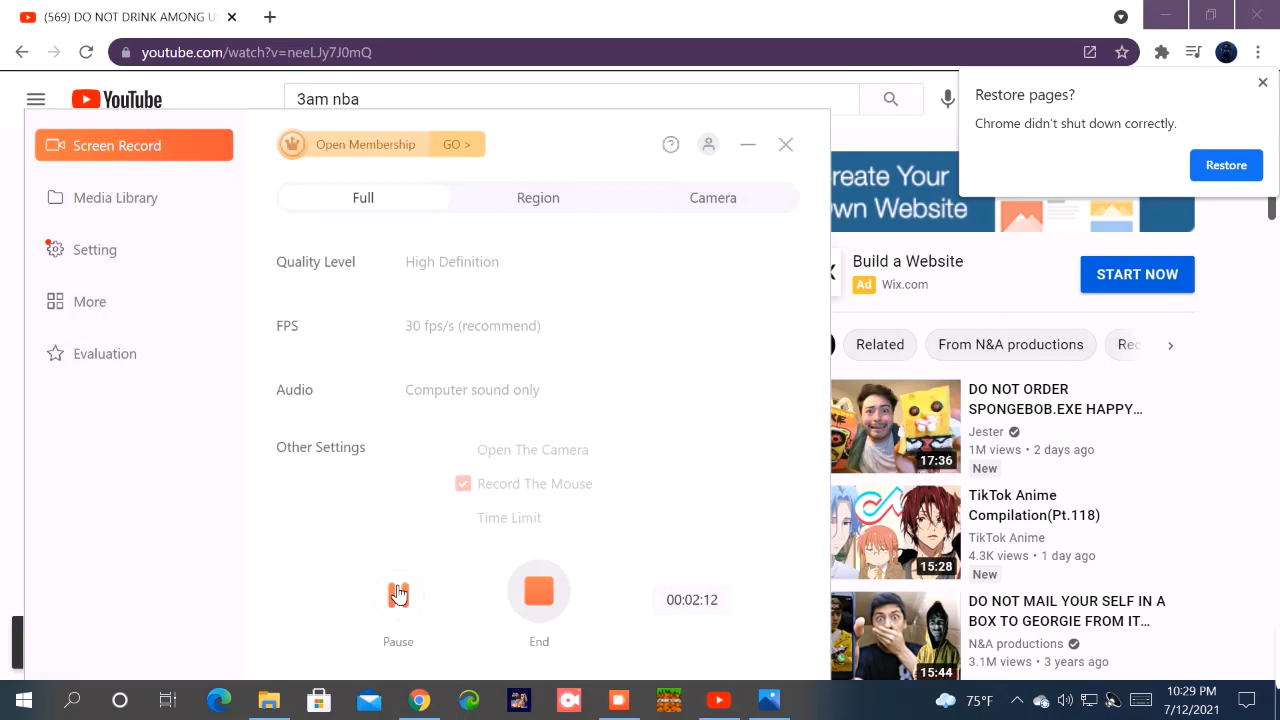 (569) DO NOT DRINK AMONG U
youtube.com/watch?v=neeLJy7J0mQ
YouTube
3am nba
Restore pages?
Chrome didn't shut down correctly.
Restore
Screen Record
Media Library
Setting
More
Evaluation
Open Membership
GO >
Full
Region
Camera
Quality Level
High Definition
FPS
30 fps/s (recommend)
Audio
Computer sound only
Other Settings
Open The Camera
Record The Mouse
Time Limit
Pause
End
00:02:12
reate Your
wn Website
Build a Website
Ad Wix.com
START NOW
Related
From N&A productions
Rec
DO NOT ORDER
SPONGEBOB.EXE HAPPY...
Jester
1M views • 2 days ago
New
17:36
TikTok Anime
Compilation(Pt.118)
TikTok Anime
4.3K views • 1 day ago
New
15:28
DO NOT MAIL YOUR SELF IN A
BOX TO GEORGIE FROM IT...
N&A productions
3.1M views • 3 years ago
15:44
75°F
10:29 PM
7/12/2021